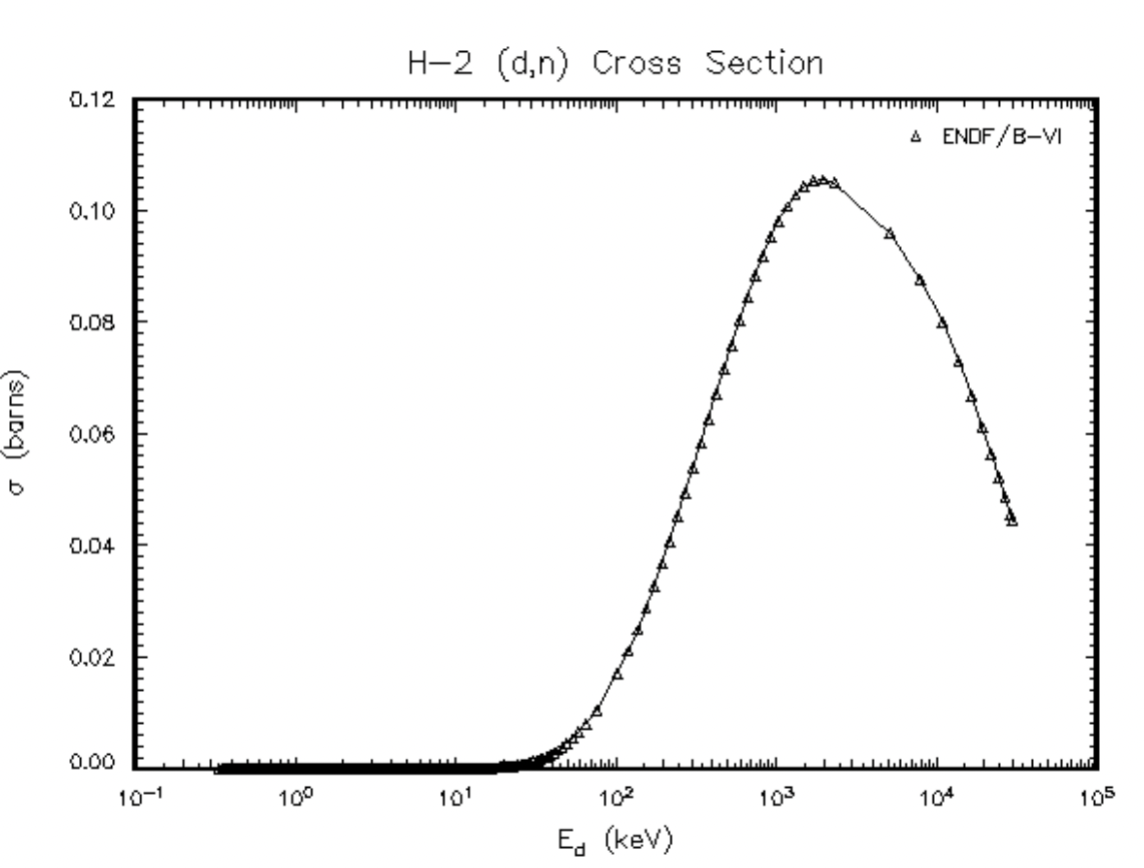 H-2 (d,n) Cross Section
ENDF/B-VI
0.12
0.10
0.08
0.06
0.04
0.02
0.00
σ (barns)
10⁻¹ 10⁰ 10¹ 10² 10³ 10⁴ 10⁵
E_d (keV)